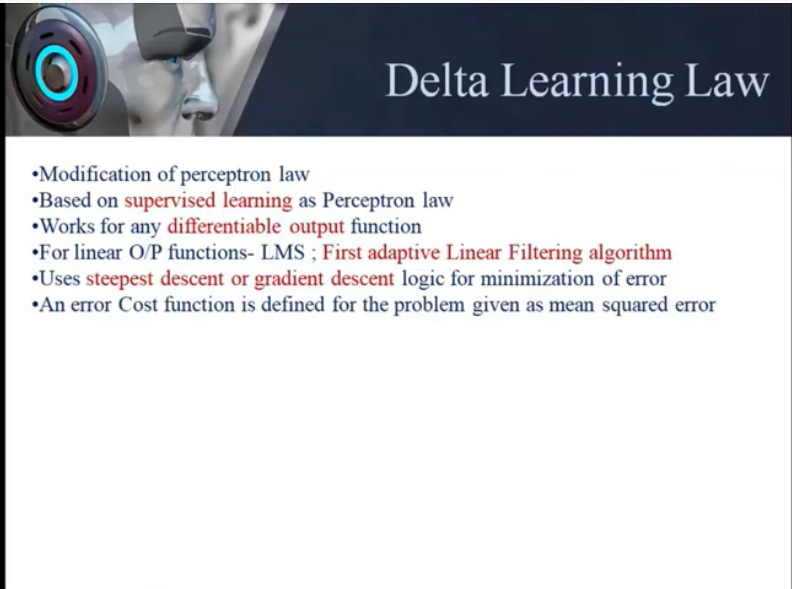 Delta Learning Law
•Modification of perceptron law
•Based on supervised learning as Perceptron law
•Works for any differentiable output function
•For linear O/P functions- LMS ; First adaptive Linear Filtering algorithm
•Uses steepest descent or gradient descent logic for minimization of error
•An error Cost function is defined for the problem given as mean squared error